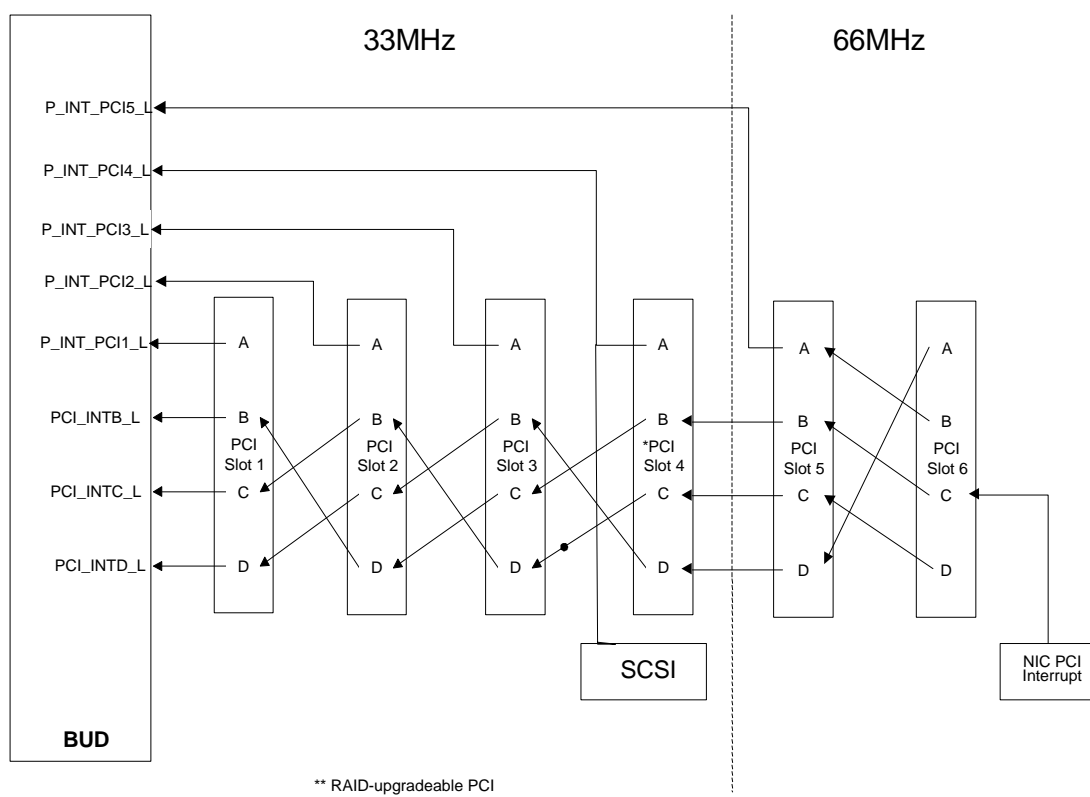 33MHz
66MHz
P_INT_PCI5_L
P_INT_PCI4_L
P_INT_PCI3_L
P_INT_PCI2_L
P_INT_PCI1_L
PCI_INTB_L
PCI_INTC_L
PCI_INTD_L
BUD
A
B
PCI
Slot 1
C
D
A
B
PCI
Slot 2
C
D
A
B
PCI
Slot 3
C
D
A
B
*PCI
Slot 4
C
D
A
B
PCI
Slot 5
C
D
A
B
PCI
Slot 6
C
D
SCSI
NIC PCI
Interrupt
** RAID-upgradeable PCI